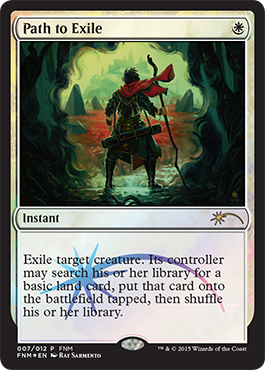 Path to Exile
Instant
Exile target creature. Its controller
may search his or her library for a
basic land card, put that card onto
the battlefield tapped, then shuffle
his or her library.
007/012 P FNM
FNM★EN Raf Sarmento
™ & © 2015 Wizards of the Coast